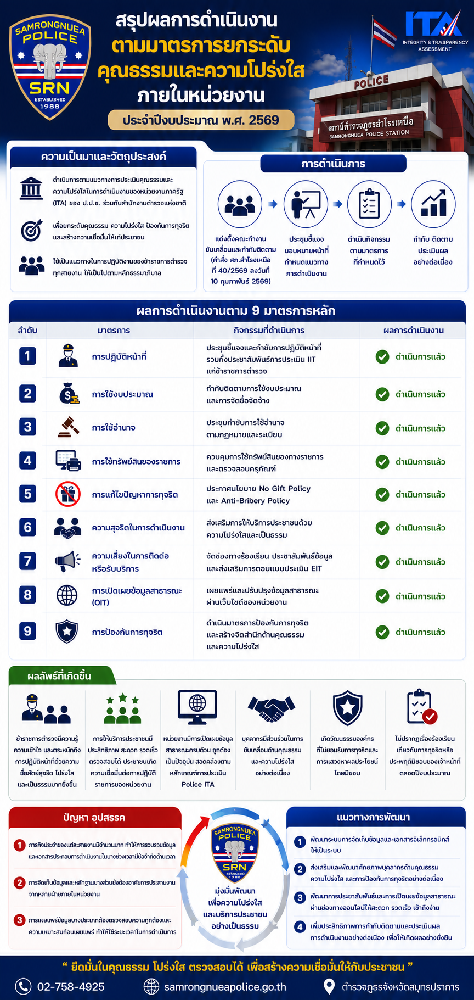 SAMRONGNUEA
POLICE
SRN
ESTABLISHED
1988
สรุปผลการดำเนินงาน
ตามมาตรการยกระดับ
คุณธรรมและความโปร่งใส
ภายในหน่วยงาน
ประจำปีงบประมาณ พ.ศ. 2569
ITA
INTEGRITY & TRANSPARENCY
ASSESSMENT
POLICE
สถานีตำรวจภูธรสำโรงเหนือ
SAMRONGNUEA POLICE STATION
ความเป็นมาและวัตถุประสงค์
ดำเนินการตามแนวทางการประเมินคุณธรรมและ
ความโปร่งใสในการดำเนินงานของหน่วยงานภาครัฐ
(ITA) ของ ป.ป.ช. ร่วมกับสำนักงานตำรวจแห่งชาติ
เพื่อยกระดับคุณธรรม ความโปร่งใส ป้องกันการทุจริต
และสร้างความเชื่อมั่นให้แก่ประชาชน
ใช้เป็นแนวทางในการปฏิบัติงานของข้าราชการตำรวจ
ทุกสายงาน ให้เป็นไปตามหลักธรรมาภิบาล
การดำเนินการ
แต่งตั้งคณะทำงาน
ขับเคลื่อนและกำกับติดตาม
(คำสั่ง สภ.สำโรงเหนือ
ที่ 40/2569 ลงวันที่
10 กุมภาพันธ์ 2569)
ประชุมชี้แจง
มอบหมายหน้าที่
กำหนดแนวทาง
การดำเนินงาน
ดำเนินกิจกรรม
ตามมาตรการ
ที่กำหนดไว้
กำกับ ติดตาม
ประเมินผล
อย่างต่อเนื่อง
ผลการดำเนินงานตาม 9 มาตรการหลัก
ลำดับ มาตรการ กิจกรรมที่ดำเนินการ ผลการดำเนินงาน
1 การปฏิบัติหน้าที่
ประชุมชี้แจงและกำชับการปฏิบัติหน้าที่
รวมทั้งประชาสัมพันธ์การประเมิน IIT
แก่ข้าราชการตำรวจ
ดำเนินการแล้ว
2 การใช้งบประมาณ
กำกับติดตามการใช้งบประมาณ
และการจัดซื้อจัดจ้าง
ดำเนินการแล้ว
3 การใช้อำนาจ
ประชุมกำชับการใช้อำนาจ
ตามกฎหมายและระเบียบ
ดำเนินการแล้ว
4 การใช้ทรัพย์สินของราชการ
ควบคุมการใช้ทรัพย์สินของทางราชการ
และตรวจสอบครุภัณฑ์
ดำเนินการแล้ว
5 การแก้ไขปัญหาการทุจริต
ประกาศนโยบาย No Gift Policy
และ Anti-Bribery Policy
ดำเนินการแล้ว
6 ความสุจริตในการดำเนินงาน
ส่งเสริมการให้บริการประชาชนด้วย
ความโปร่งใสและเป็นธรรม
ดำเนินการแล้ว
7 ความเสี่ยงในการติดต่อ
หรือรับบริการ
จัดช่องทางร้องเรียน ประชาสัมพันธ์ข้อมูล
และส่งเสริมการตอบแบบประเมิน EIT
ดำเนินการแล้ว
8 การเปิดเผยข้อมูลสาธารณะ
(OIT)
เผยแพร่และปรับปรุงข้อมูลสาธารณะ
ผ่านเว็บไซต์ของหน่วยงาน
ดำเนินการแล้ว
9 การป้องกันการทุจริต
ดำเนินมาตรการป้องกันการทุจริต
และสร้างจิตสำนึกด้านคุณธรรม
และความโปร่งใส
ดำเนินการแล้ว
ผลลัพธ์ที่เกิดขึ้น
ข้าราชการตำรวจมีความรู้
ความเข้าใจ และตระหนักถึง
การปฏิบัติหน้าที่ด้วยความ
ซื่อสัตย์สุจริต โปร่งใส
และเป็นธรรมมากยิ่งขึ้น
การให้บริการประชาชนมี
ประสิทธิภาพ สะดวก รวดเร็ว
ตรวจสอบได้ ประชาชนเกิด
ความเชื่อมั่นต่อการปฏิบัติ
ราชการของหน่วยงาน
หน่วยงานมีการเปิดเผยข้อมูล
สาธารณะครบถ้วน ถูกต้อง
เป็นปัจจุบัน สอดคล้องตาม
หลักเกณฑ์การประเมิน
Police ITA
บุคลากรมีส่วนร่วมในการ
ขับเคลื่อนด้านคุณธรรม
และความโปร่งใส
อย่างต่อเนื่อง
เกิดวัฒนธรรมองค์กร
ที่ไม่ยอมรับการทุจริตและ
การแสวงหาผลประโยชน์
โดยมิชอบ
ไม่ปรากฏเรื่องร้องเรียน
เกี่ยวกับการทุจริตหรือ
ประพฤติมิชอบของเจ้าหน้าที่
ตลอดปีงบประมาณ
ปัญหา อุปสรรค
1 ภารกิจประจำของแต่ละสายงานมีจำนวนมาก ทำให้การรวบรวมข้อมูล
และเอกสารประกอบการดำเนินงานในบางช่วงเวลามีข้อจำกัดด้านเวลา
2 การจัดเก็บข้อมูลและหลักฐานบางส่วนยังต้องอาศัยการประสานงาน
จากหลายฝ่ายภายในหน่วยงาน
3 การเผยแพร่ข้อมูลบางประเภทต้องตรวจสอบความถูกต้องและ
ความเหมาะสมก่อนเผยแพร่ ทำให้ใช้ระยะเวลาในการดำเนินการ
SAMRONGNUEA
POLICE
SRN
ESTABLISHED
1988
มุ่งมั่นพัฒนา
เพื่อความโปร่งใส
และบริการประชาชน
อย่างเป็นธรรม
แนวทางการพัฒนา
1 พัฒนาระบบการจัดเก็บข้อมูลและเอกสารอิเล็กทรอนิกส์
ให้เป็นระบบ
2 ส่งเสริมและพัฒนาศักยภาพบุคลากรด้านคุณธรรม
ความโปร่งใส และการป้องกันการทุจริตอย่างต่อเนื่อง
3 พัฒนาการประชาสัมพันธ์และการเปิดเผยข้อมูลสาธารณะ
ผ่านช่องทางออนไลน์ให้สะดวก รวดเร็ว เข้าถึงง่าย
4 เพิ่มประสิทธิภาพการกำกับติดตามและประเมินผล
การดำเนินงานอย่างต่อเนื่อง เพื่อให้เกิดผลอย่างยั่งยืน
“ ยึดมั่นในคุณธรรม โปร่งใส ตรวจสอบได้ เพื่อสร้างความเชื่อมั่นให้กับประชาชน ”
02-758-4925
samrongnueapolice.go.th
ตำรวจภูธรจังหวัดสมุทรปราการ